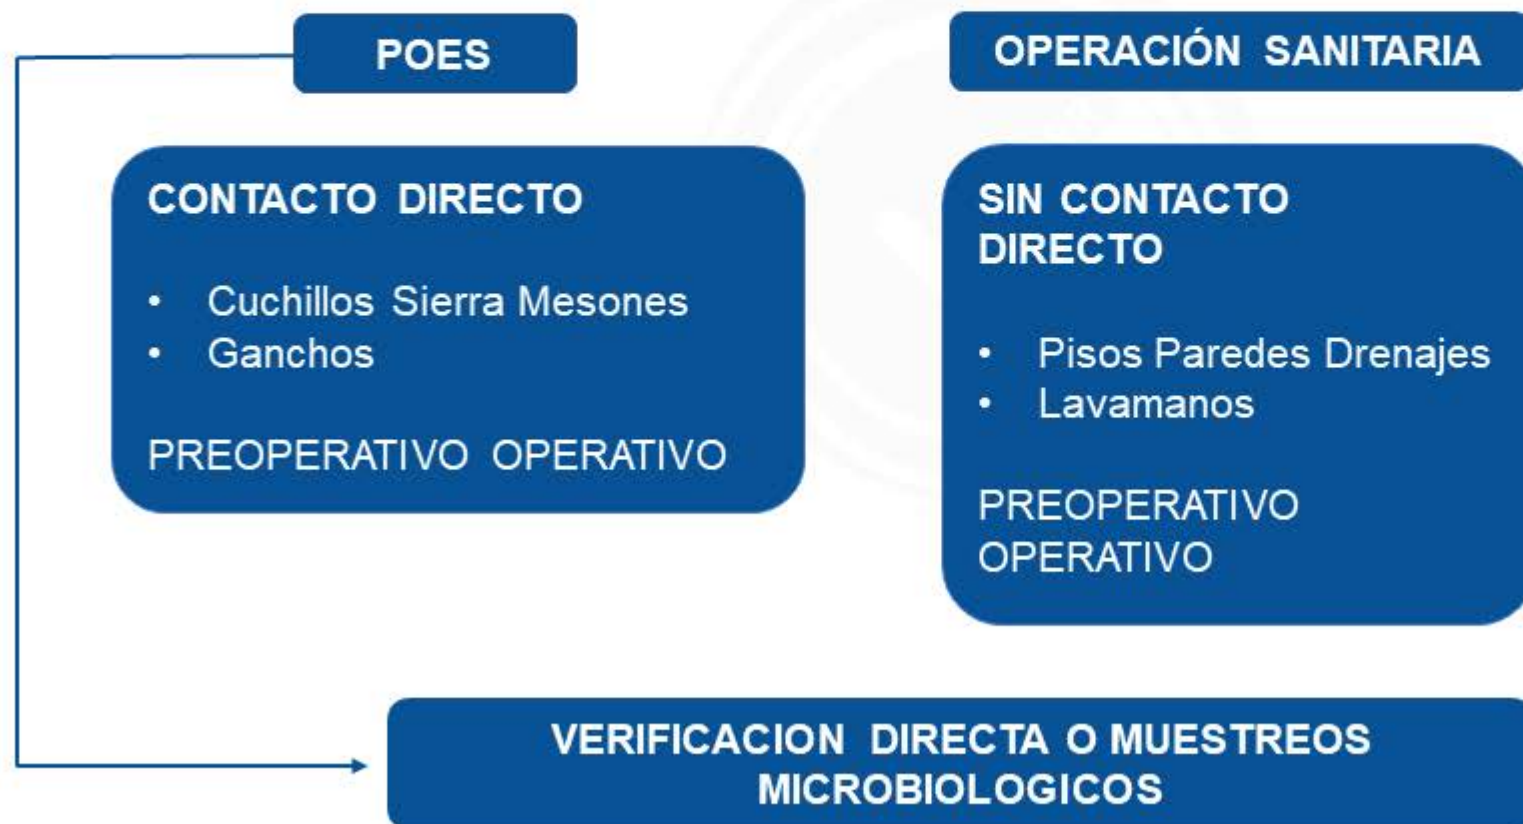 POES
CONTACTO DIRECTO
• Cuchillos Sierra Mesones
• Ganchos
PREOPERATIVO OPERATIVO
OPERACIÓN SANITARIA
SIN CONTACTO
DIRECTO
• Pisos Paredes Drenajes
• Lavamanos
PREOPERATIVO
OPERATIVO
VERIFICACION DIRECTA O MUESTREOS
MICROBIOLOGICOS